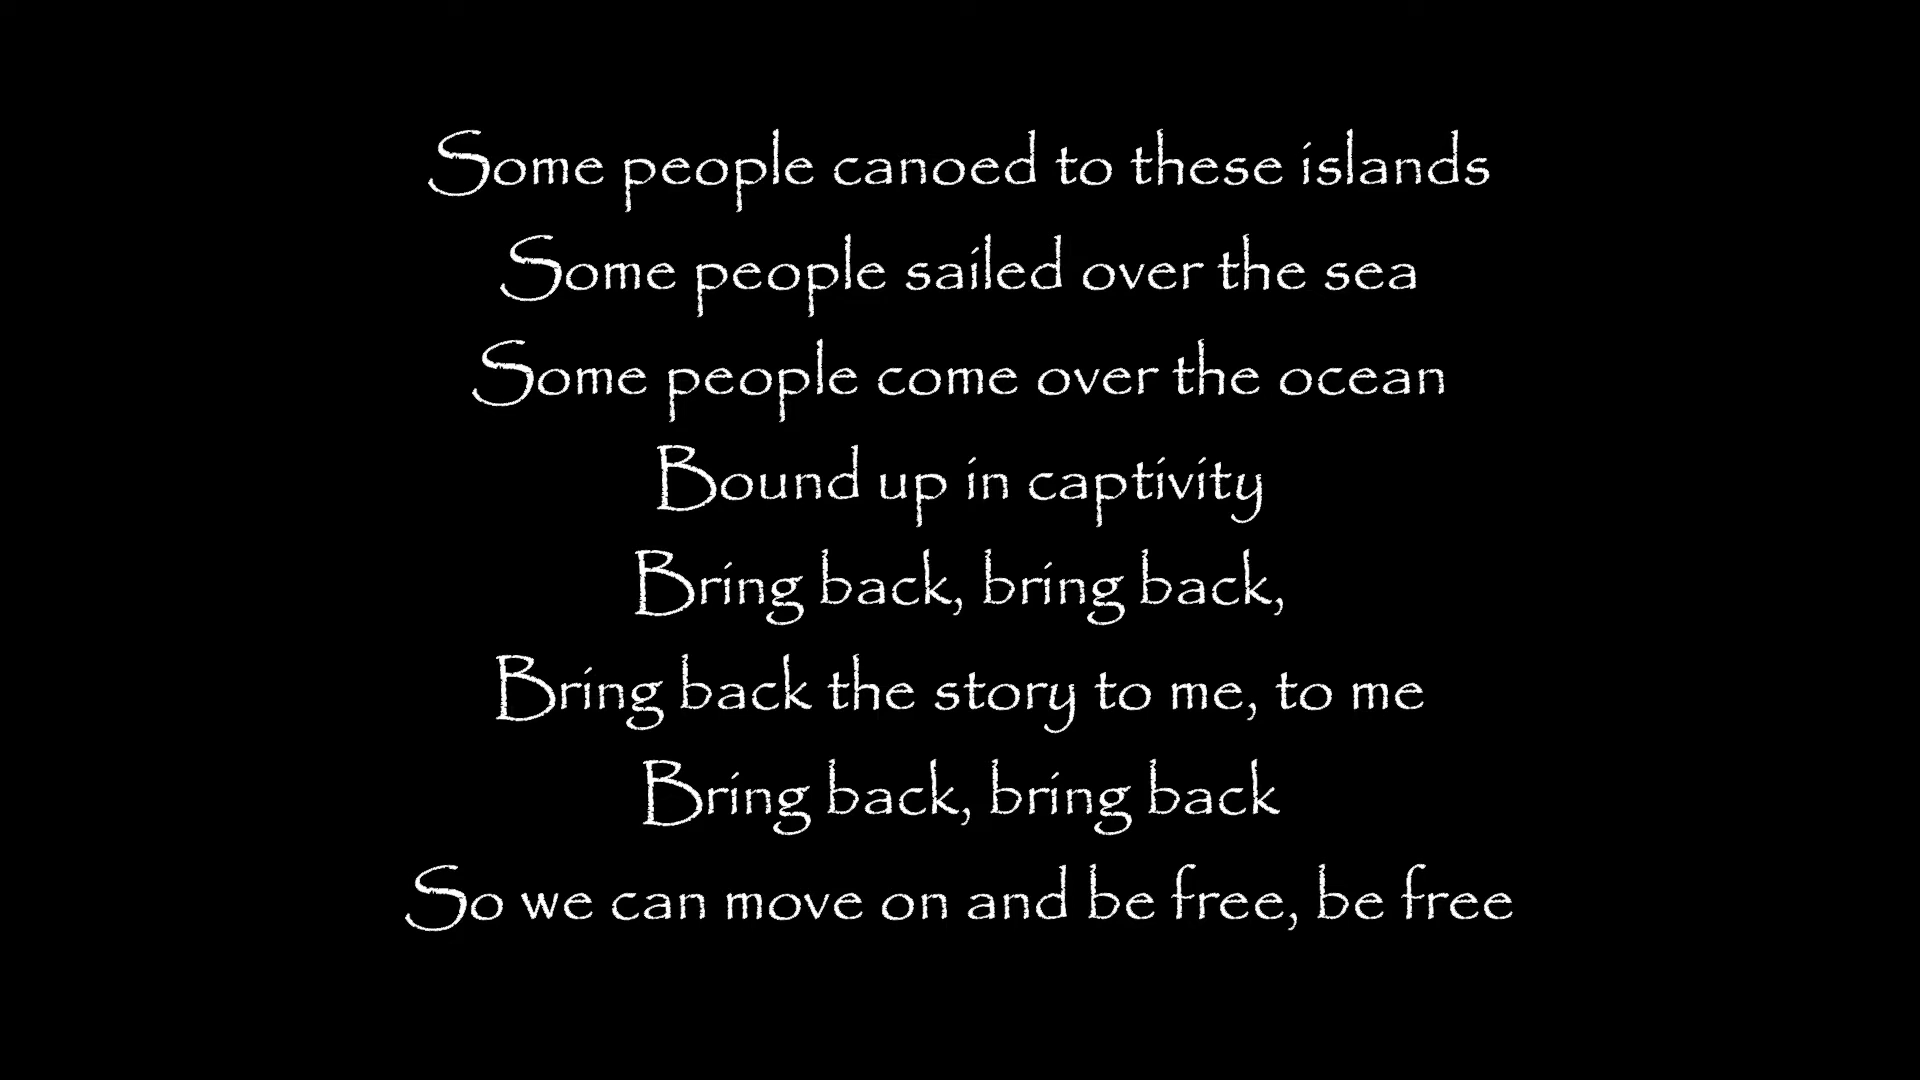 Some people canoed to these islands
Some people sailed over the sea
Some people come over the ocean
Bound up in captivity
Bring back, bring back,
Bring back the story to me, to me
Bring back, bring back
So we can move on and be free, be free